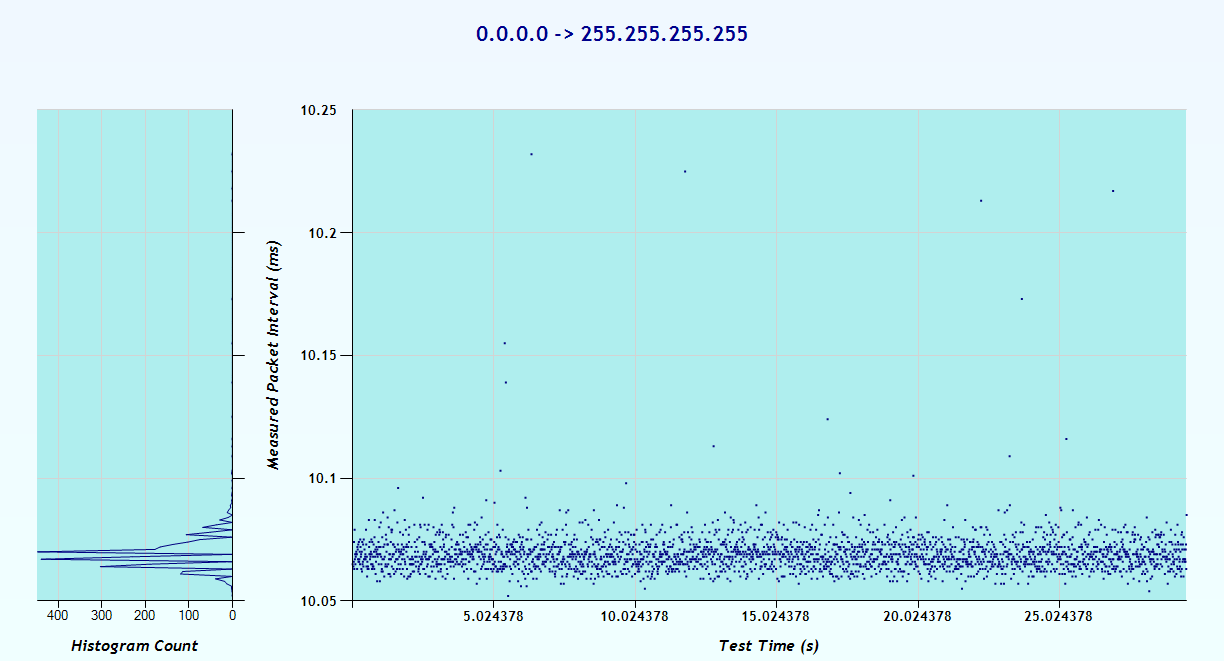 0.0.0.0 -> 255.255.255.255
10.25
10.2
10.15
10.1
10.05
Measured Packet Interval (ms)
400 300 200 100 0
5.024378 10.024378 15.024378 20.024378 25.024378
Histogram Count
Test Time (s)